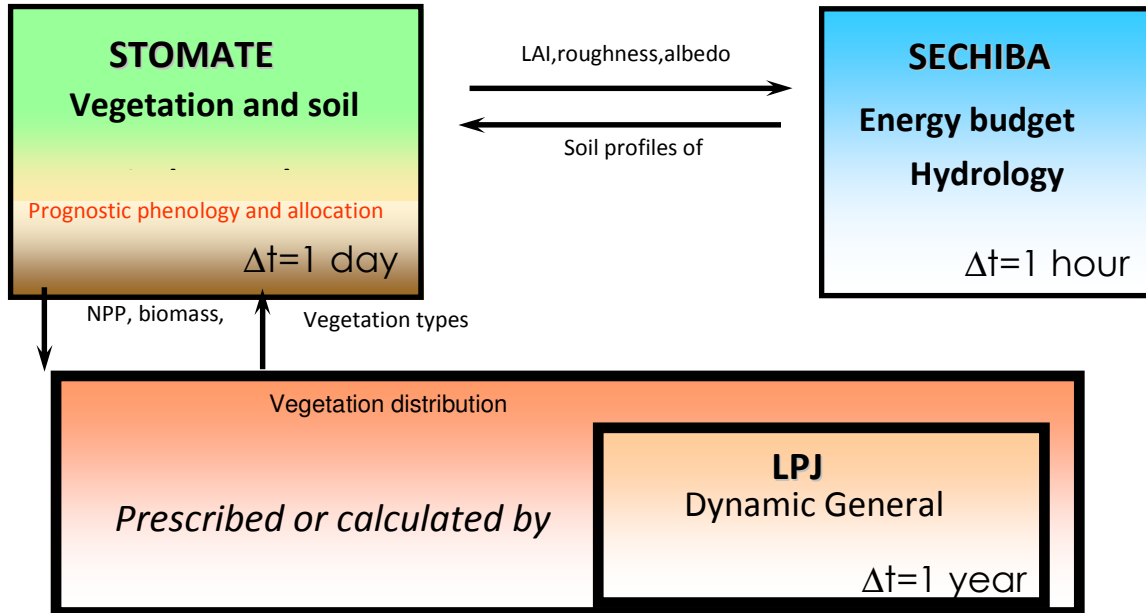 STOMATE
Vegetation and soil
Prognostic phenology and allocation
Δt=1 day
LAI,roughness,albedo
Soil profiles of
SECHIBA
Energy budget
Hydrology
Δt=1 hour
NPP, biomass,
Vegetation types
Vegetation distribution
Prescribed or calculated by
LPJ
Dynamic General
Δt=1 year